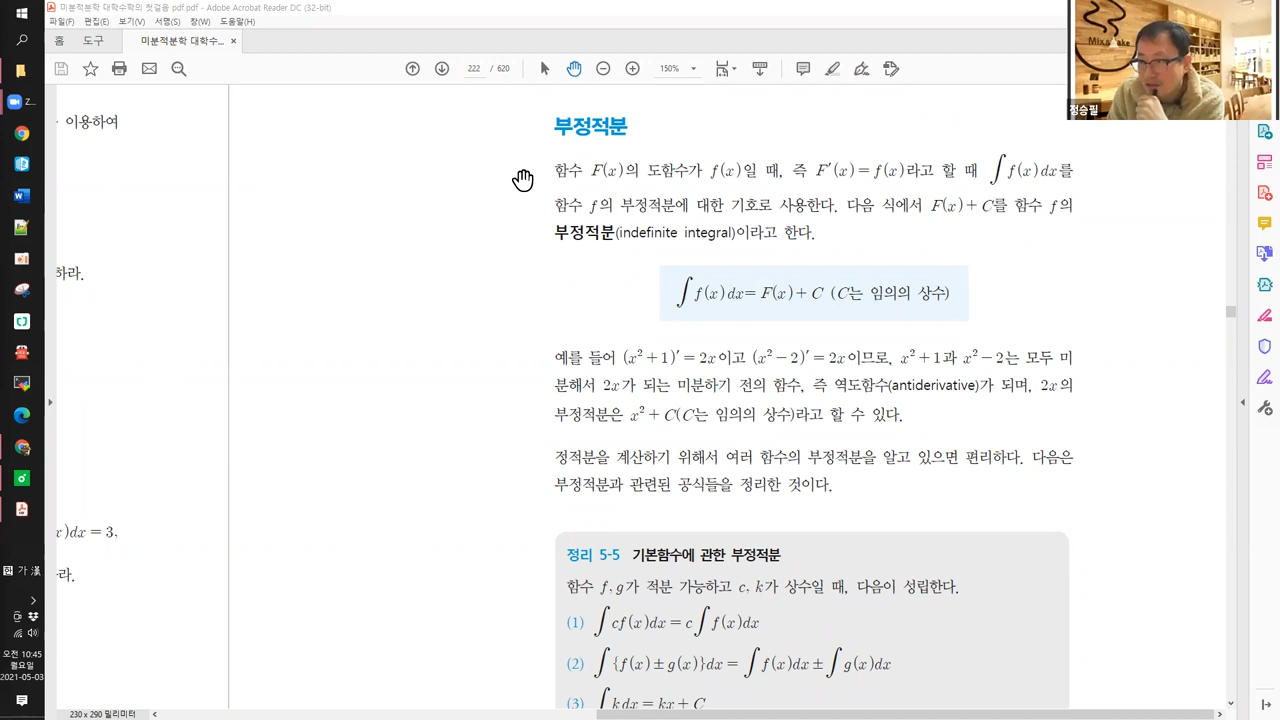 미분적분학 대학수학의 첫걸음 pdf.pdf - Adobe Acrobat Reader DC (32-bit)
파일(F) 편집(E) 보기(V) 서명(S) 창(W) 도움말(H)
홈 도구 미분적분학 대학수... ×
222 / 620 150%
Mix&Bake
정승필
Z...
이용하여
하라.
x)dx = 3,
라.
부정적분
함수 F(x)의 도함수가 f(x)일 때, 즉 F′(x) = f(x)라고 할 때 ∫f(x)dx를
함수 f의 부정적분에 대한 기호로 사용한다. 다음 식에서 F(x) + C를 함수 f의
부정적분(indefinite integral)이라고 한다.
∫f(x)dx = F(x) + C (C는 임의의 상수)
예를 들어 (x² + 1)′ = 2x이고 (x² − 2)′ = 2x이므로, x² + 1과 x² − 2는 모두 미
분해서 2x가 되는 미분하기 전의 함수, 즉 역도함수(antiderivative)가 되며, 2x의
부정적분은 x² + C(C는 임의의 상수)라고 할 수 있다.
정적분을 계산하기 위해서 여러 함수의 부정적분을 알고 있으면 편리하다. 다음은
부정적분과 관련된 공식들을 정리한 것이다.
정리 5-5 기본함수에 관한 부정적분
함수 f, g가 적분 가능하고 c, k가 상수일 때, 다음이 성립한다.
(1) ∫cf(x)dx = c∫f(x)dx
(2) ∫{f(x) ± g(x)}dx = ∫f(x)dx ± ∫g(x)dx
(3) ∫k dx = kx + C
한 가 漢
오전 10:45
월요일
2021-05-03
230 x 290 밀리미터